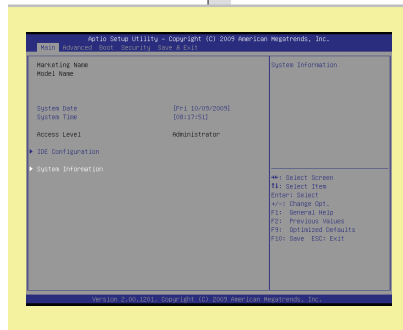 Aptio Setup Utility – Copyright (C) 2009 American Megatrends, Inc.
Main Advanced Boot Security Save & Exit
Marketing Name
Model Name
System Date [Fri 10/09/2009]
System Time [08:17:51]
Access Level Administrator
IDE Configuration
System Information
System Information
→←: Select Screen
↑↓: Select Item
Enter: Select
+/-: Change Opt.
F1: General Help
F2: Previous Values
F9: Optimized Defaults
F10: Save ESC: Exit
Version 2.00.1201. Copyright (C) 2009 American Megatrends, Inc.